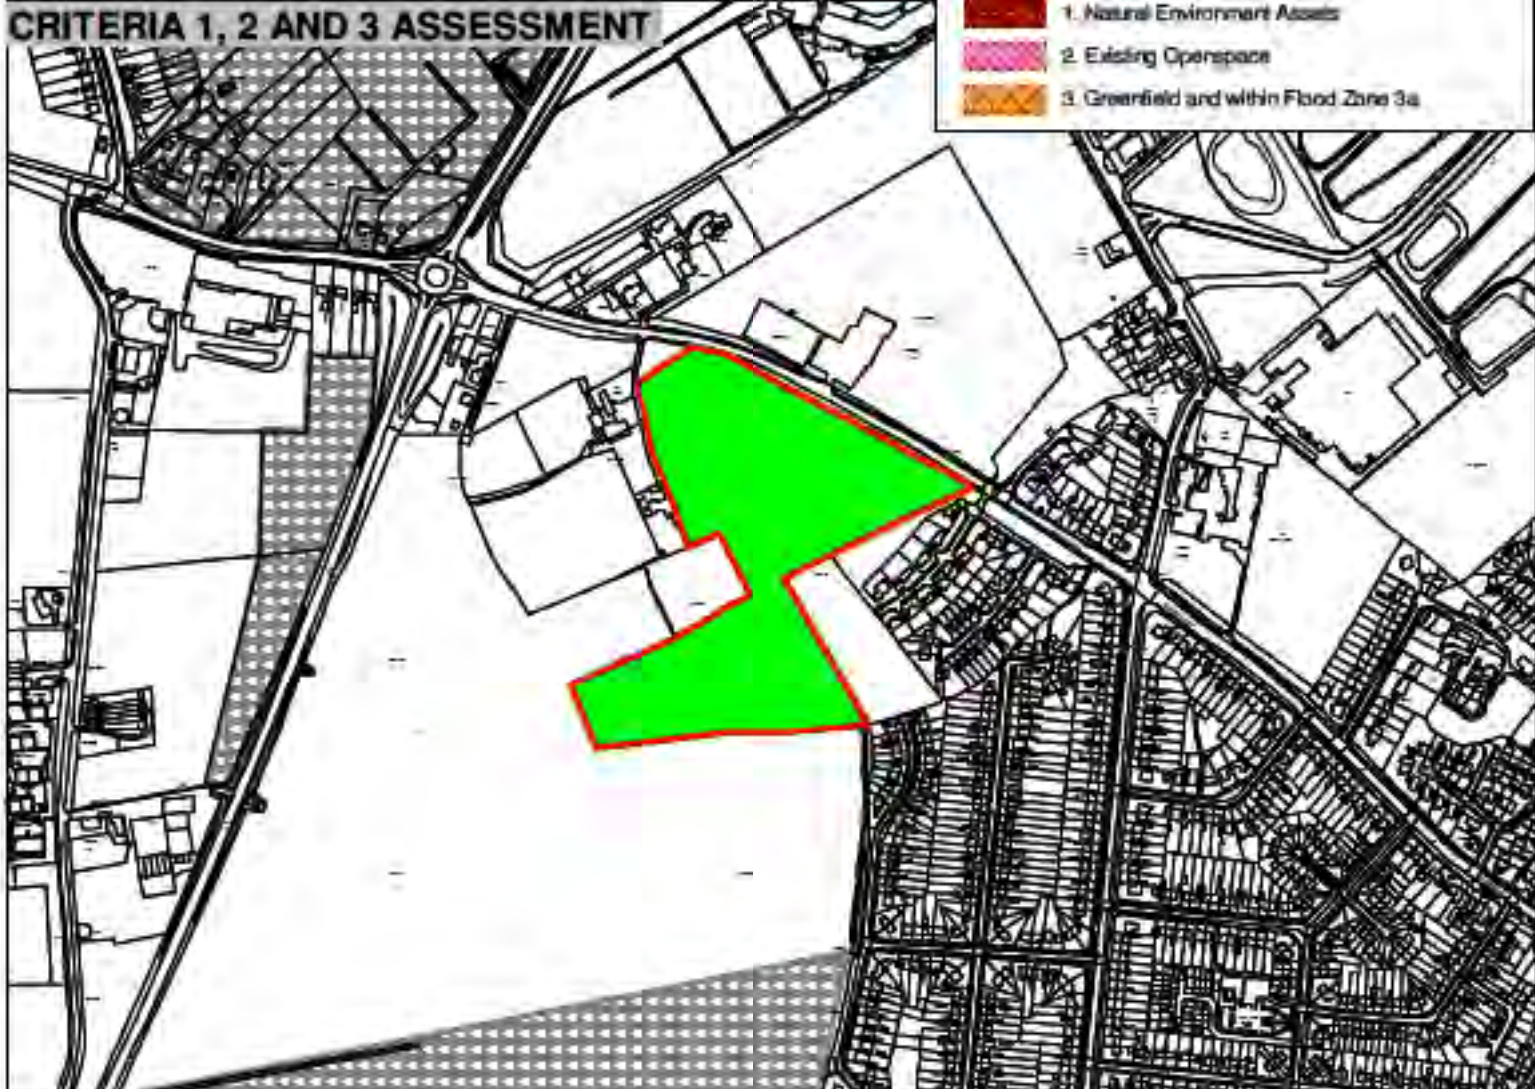 CRITERIA 1, 2 AND 3 ASSESSMENT
1. Natural Environment Assets
2. Existing Openspace
3. Greenfield and within Flood Zone 3a